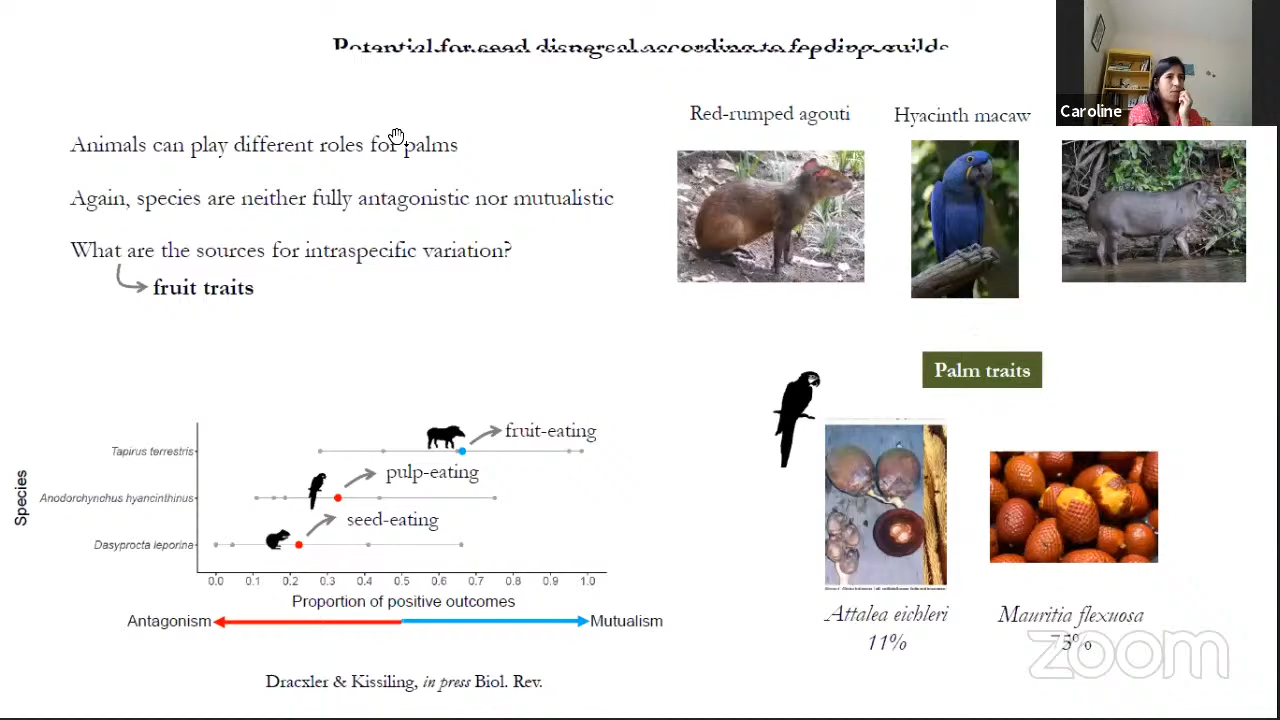 Potential for seed dispersal according to feeding guilds
Caroline
Animals can play different roles for palms
Again, species are neither fully antagonistic nor mutualistic
What are the sources for intraspecific variation?
fruit traits
Red-rumped agouti
Hyacinth macaw
Palm traits
Attalea eichleri
11%
Mauritia flexuosa
75%
zoom
Species
Tapirus terrestris
Anodorchynchus hyancinthinus
Dasyprocta leporina
fruit-eating
pulp-eating
seed-eating
0.0 0.1 0.2 0.3 0.4 0.5 0.6 0.7 0.8 0.9 1.0
Proportion of positive outcomes
Antagonism
Mutualism
Dracxler & Kissiling, in press Biol. Rev.